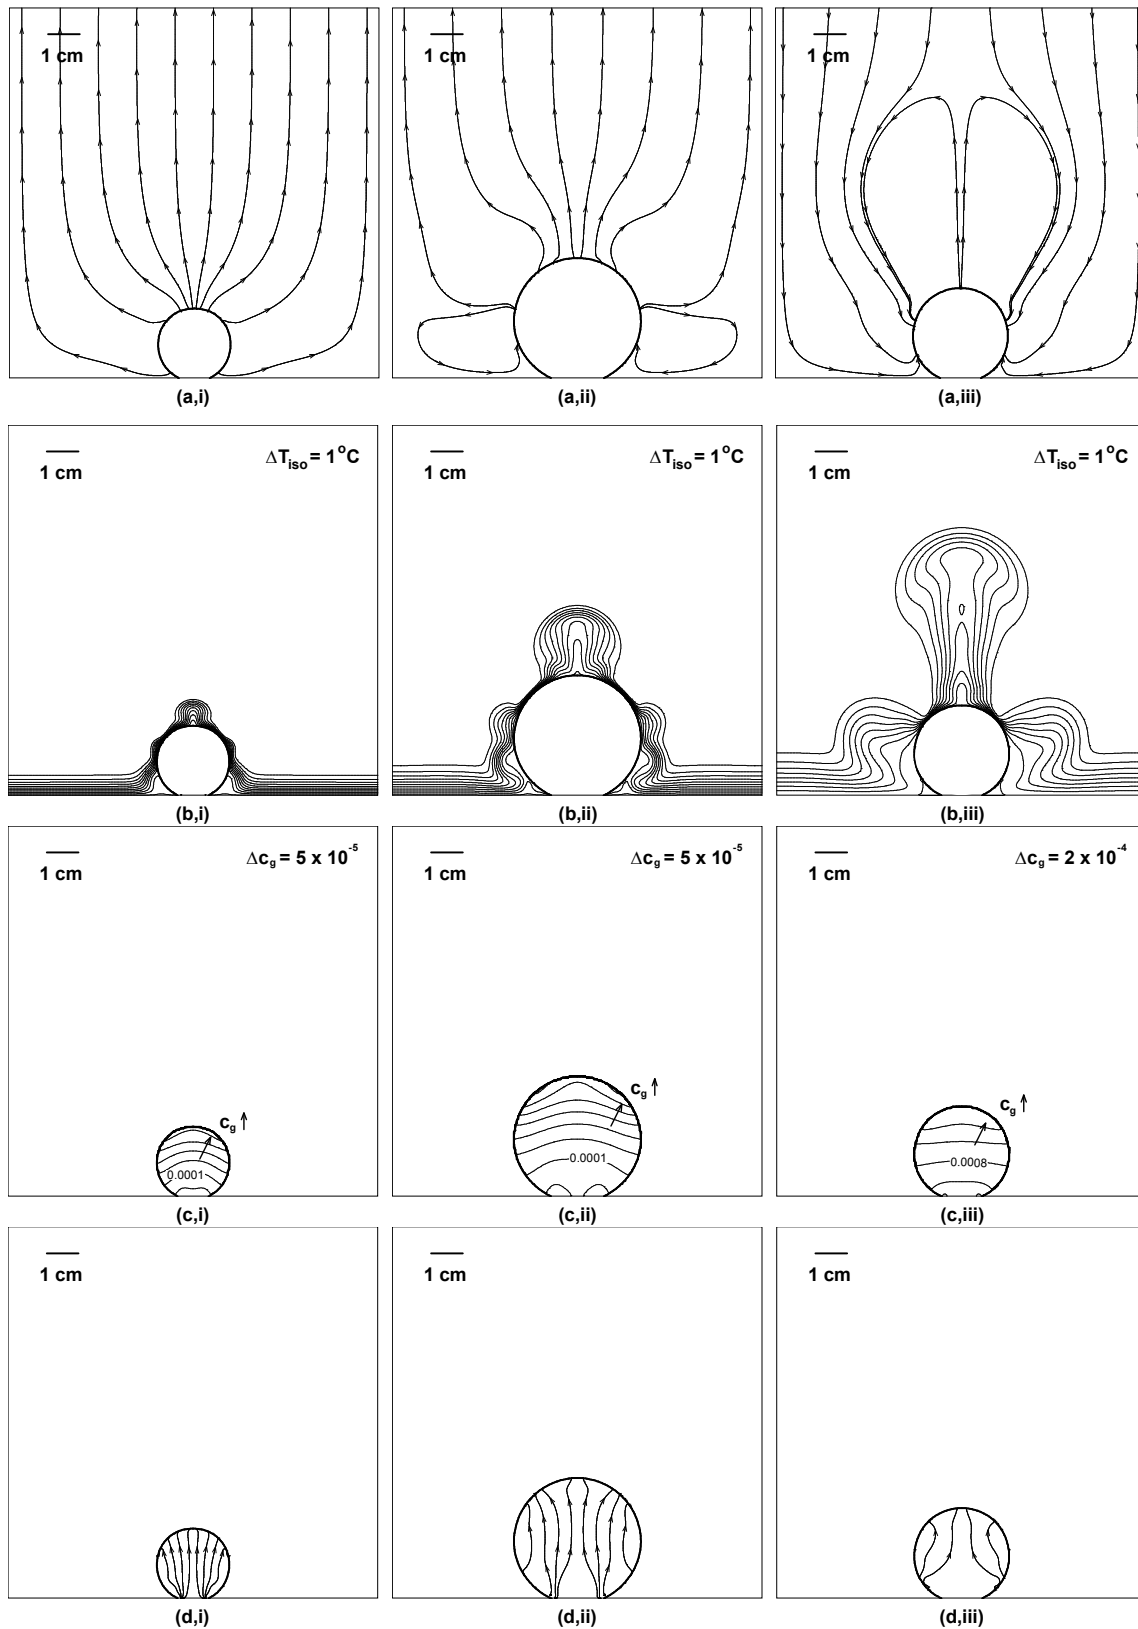 1 cm
1 cm
1 cm
(a,i)
(a,ii)
(a,iii)
1 cm
ΔT_iso = 1°C
1 cm
ΔT_iso = 1°C
1 cm
ΔT_iso = 1°C
(b,i)
(b,ii)
(b,iii)
1 cm
Δc_g = 5 x 10^-5
1 cm
Δc_g = 5 x 10^-5
1 cm
Δc_g = 2 x 10^-4
c_g ↑
0.0001
c_g ↑
0.0001
c_g ↑
0.0008
(c,i)
(c,ii)
(c,iii)
1 cm
1 cm
1 cm
(d,i)
(d,ii)
(d,iii)